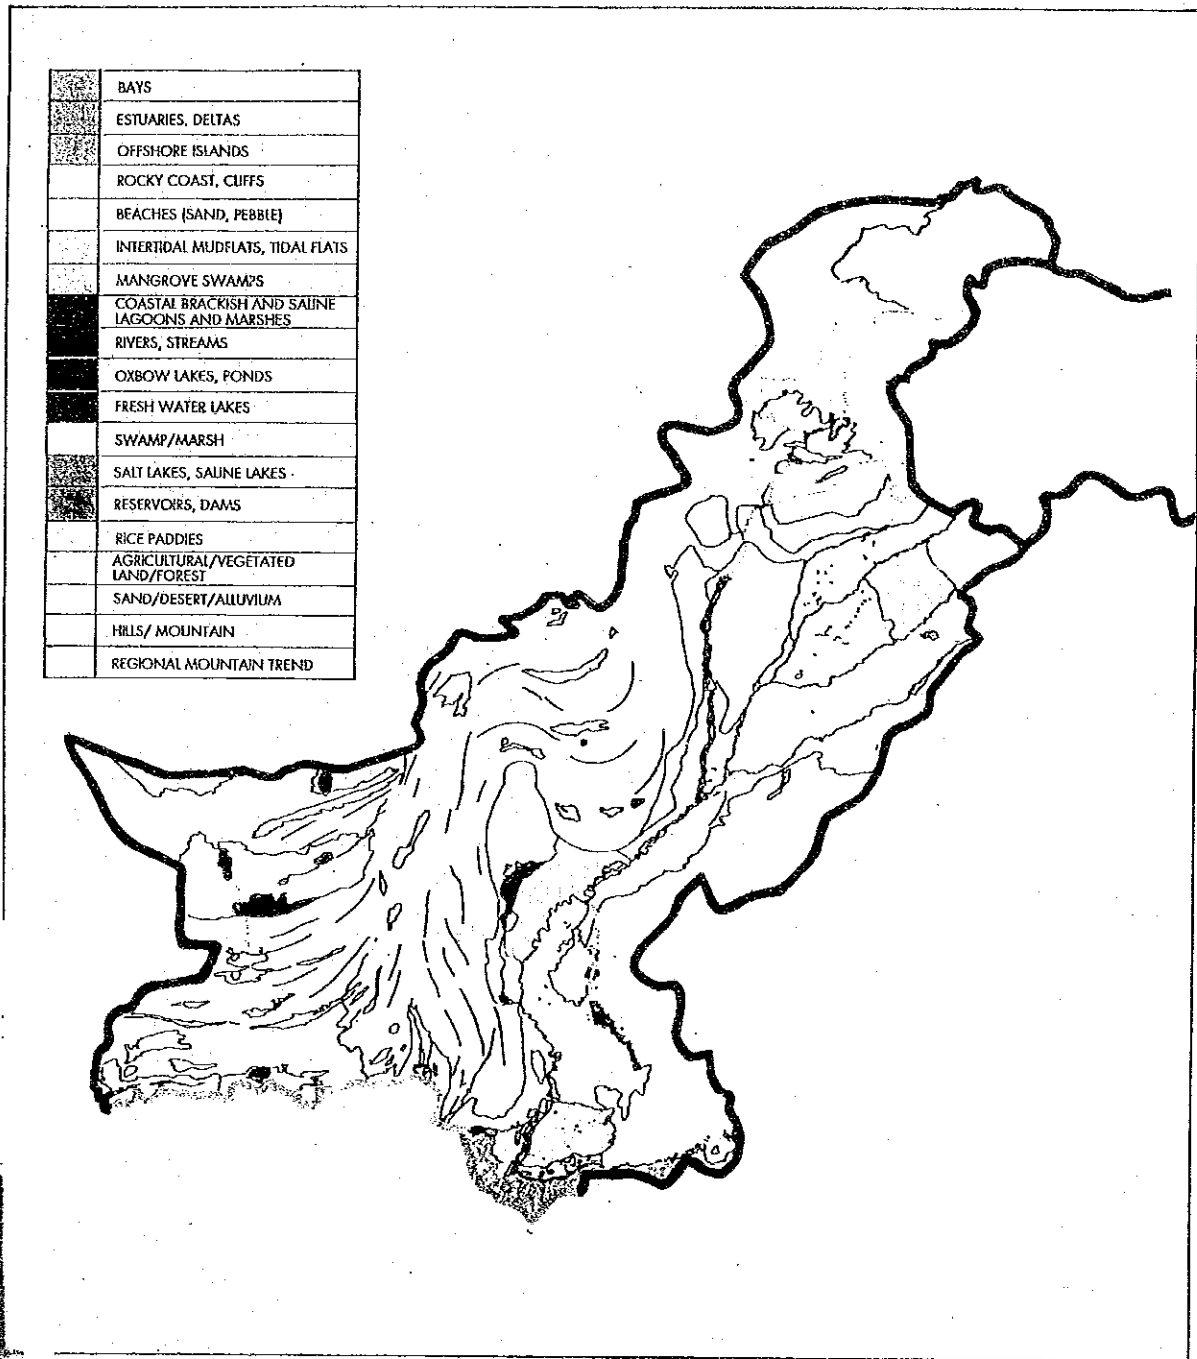 BAYS
ESTUARIES, DELTAS
OFFSHORE ISLANDS
ROCKY COAST, CLIFFS
BEACHES (SAND, PEBBLE)
INTERTIDAL MUDFLATS, TIDAL FLATS
MANGROVE SWAMPS
COASTAL BRACKISH AND SALINE
LAGOONS AND MARSHES
RIVERS, STREAMS
OXBOW LAKES, PONDS
FRESH WATER LAKES
SWAMP/MARSH
SALT LAKES, SALINE LAKES
RESERVOIRS, DAMS
RICE PADDIES
AGRICULTURAL/VEGETATED
LAND/FOREST
SAND/DESERT/ALLUVIUM
HILLS/ MOUNTAIN
REGIONAL MOUNTAIN TREND